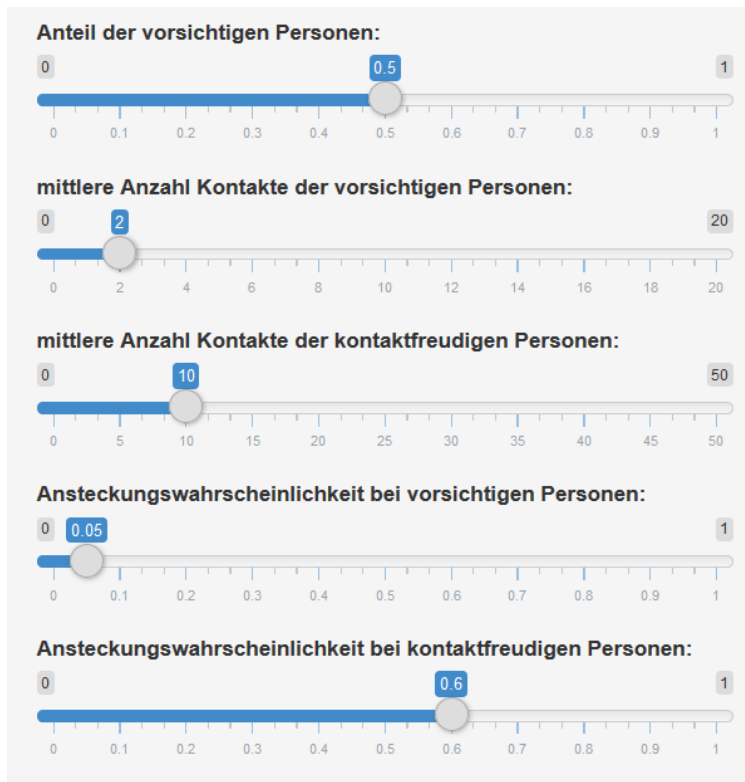 Anteil der vorsichtigen Personen:
0 0.5 1
0 0.1 0.2 0.3 0.4 0.5 0.6 0.7 0.8 0.9 1
mittlere Anzahl Kontakte der vorsichtigen Personen:
0 2 20
0 2 4 6 8 10 12 14 16 18 20
mittlere Anzahl Kontakte der kontaktfreudigen Personen:
0 10 50
0 5 10 15 20 25 30 35 40 45 50
Ansteckungswahrscheinlichkeit bei vorsichtigen Personen:
0 0.05 1
0 0.1 0.2 0.3 0.4 0.5 0.6 0.7 0.8 0.9 1
Ansteckungswahrscheinlichkeit bei kontaktfreudigen Personen:
0 0.6 1
0 0.1 0.2 0.3 0.4 0.5 0.6 0.7 0.8 0.9 1